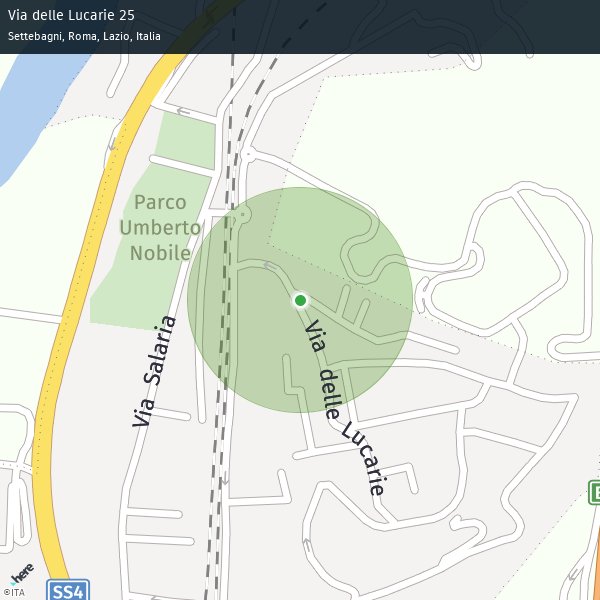 Via delle Lucarie 25
Settebagni, Roma, Lazio, Italia
Parco
Umberto
Nobile
Via Salaria
Via delle Lucarie
here
©ITA
SS4
E